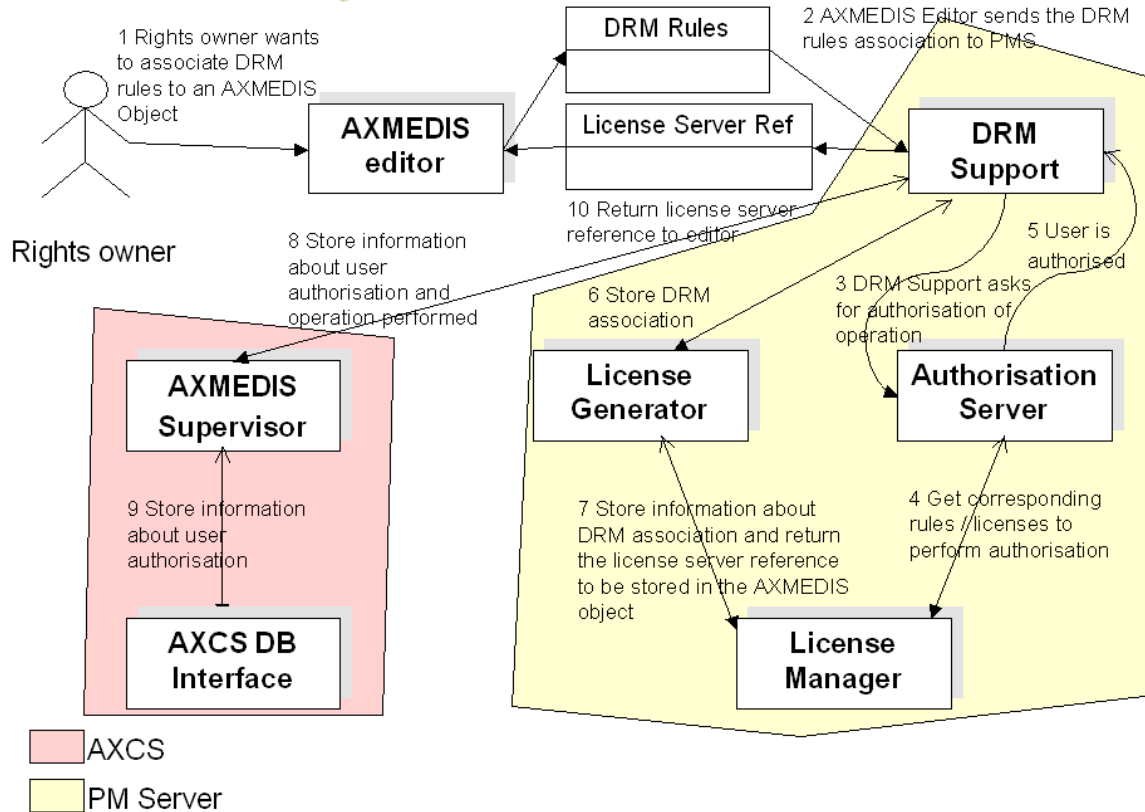 1 Rights owner wants
to associate DRM
rules to an AXMEDIS
Object
DRM Rules
2 AXMEDIS Editor sends the DRM
rules association to PMS
AXMEDIS
editor
License Server Ref
DRM
Support
10 Return license server
reference to editor
Rights owner
8 Store information
about user
authorisation and
operation performed
5 User is
authorised
6 Store DRM
association
3 DRM Support asks
for authorisation of
operation
AXMEDIS
Supervisor
License
Generator
Authorisation
Server
9 Store information
about user
authorisation
7 Store information about
DRM association and return
the license server reference
to be stored in the AXMEDIS
object
4 Get corresponding
rules / licenses to
perform authorisation
AXCS DB
Interface
License
Manager
AXCS
PM Server